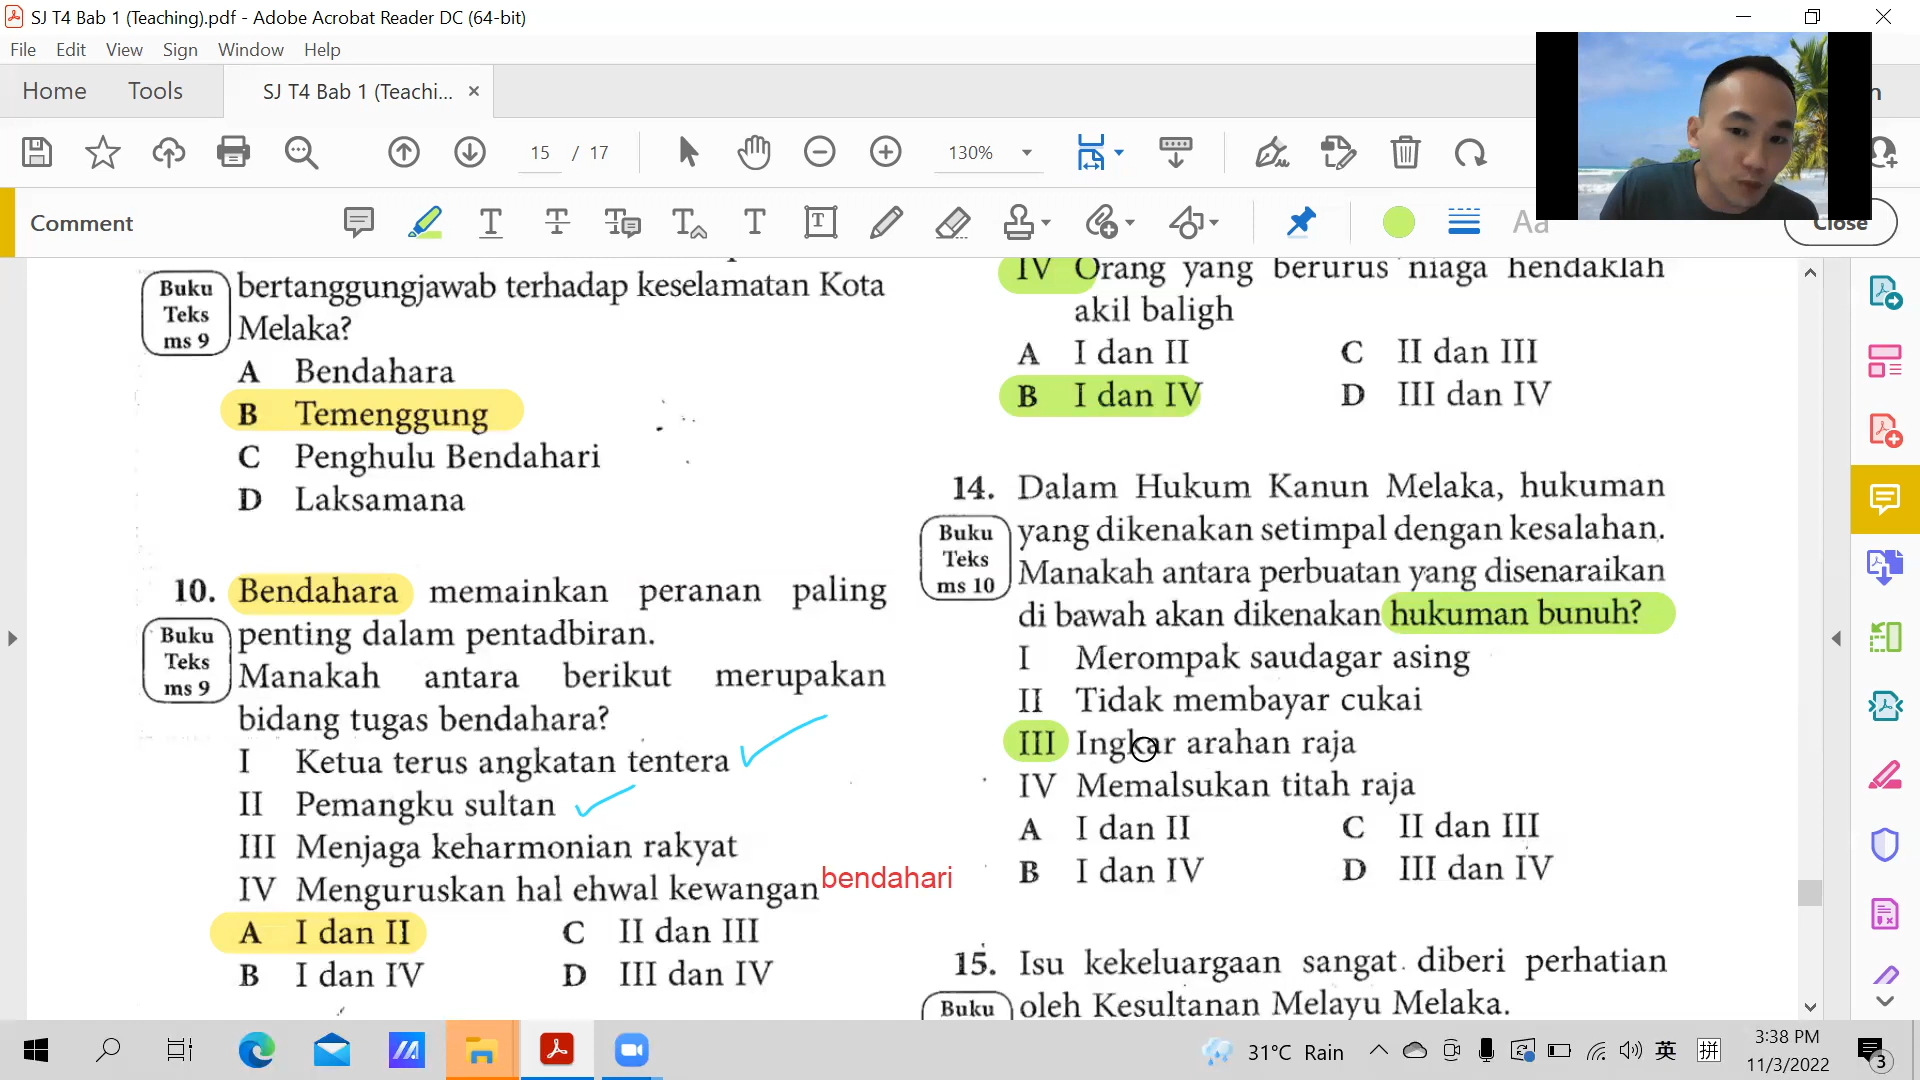 SJ T4 Bab 1 (Teaching).pdf - Adobe Acrobat Reader DC (64-bit)
File Edit View Sign Window Help
Home Tools SJ T4 Bab 1 (Teachi... ×
15 / 17 130%
Comment Aa Close
Buku Teks ms 9
bertanggungjawab terhadap keselamatan Kota
Melaka?
A Bendahara
B Temenggung
C Penghulu Bendahari
D Laksamana
10. Bendahara memainkan peranan paling
Buku Teks ms 9
penting dalam pentadbiran.
Manakah antara berikut merupakan
bidang tugas bendahara?
I Ketua terus angkatan tentera
II Pemangku sultan
III Menjaga keharmonian rakyat
IV Menguruskan hal ehwal kewangan bendahari
A I dan II C II dan III
B I dan IV D III dan IV
IV Orang yang berurus niaga hendaklah
akil baligh
A I dan II C II dan III
B I dan IV D III dan IV
14. Dalam Hukum Kanun Melaka, hukuman
Buku Teks ms 10
yang dikenakan setimpal dengan kesalahan.
Manakah antara perbuatan yang disenaraikan
di bawah akan dikenakan hukuman bunuh?
I Merompak saudagar asing
II Tidak membayar cukai
III Ingkar arahan raja
IV Memalsukan titah raja
A I dan II C II dan III
B I dan IV D III dan IV
15. Isu kekeluargaan sangat diberi perhatian
Buku
oleh Kesultanan Melayu Melaka.
31°C Rain 英 拼 3:38 PM
11/3/2022 3